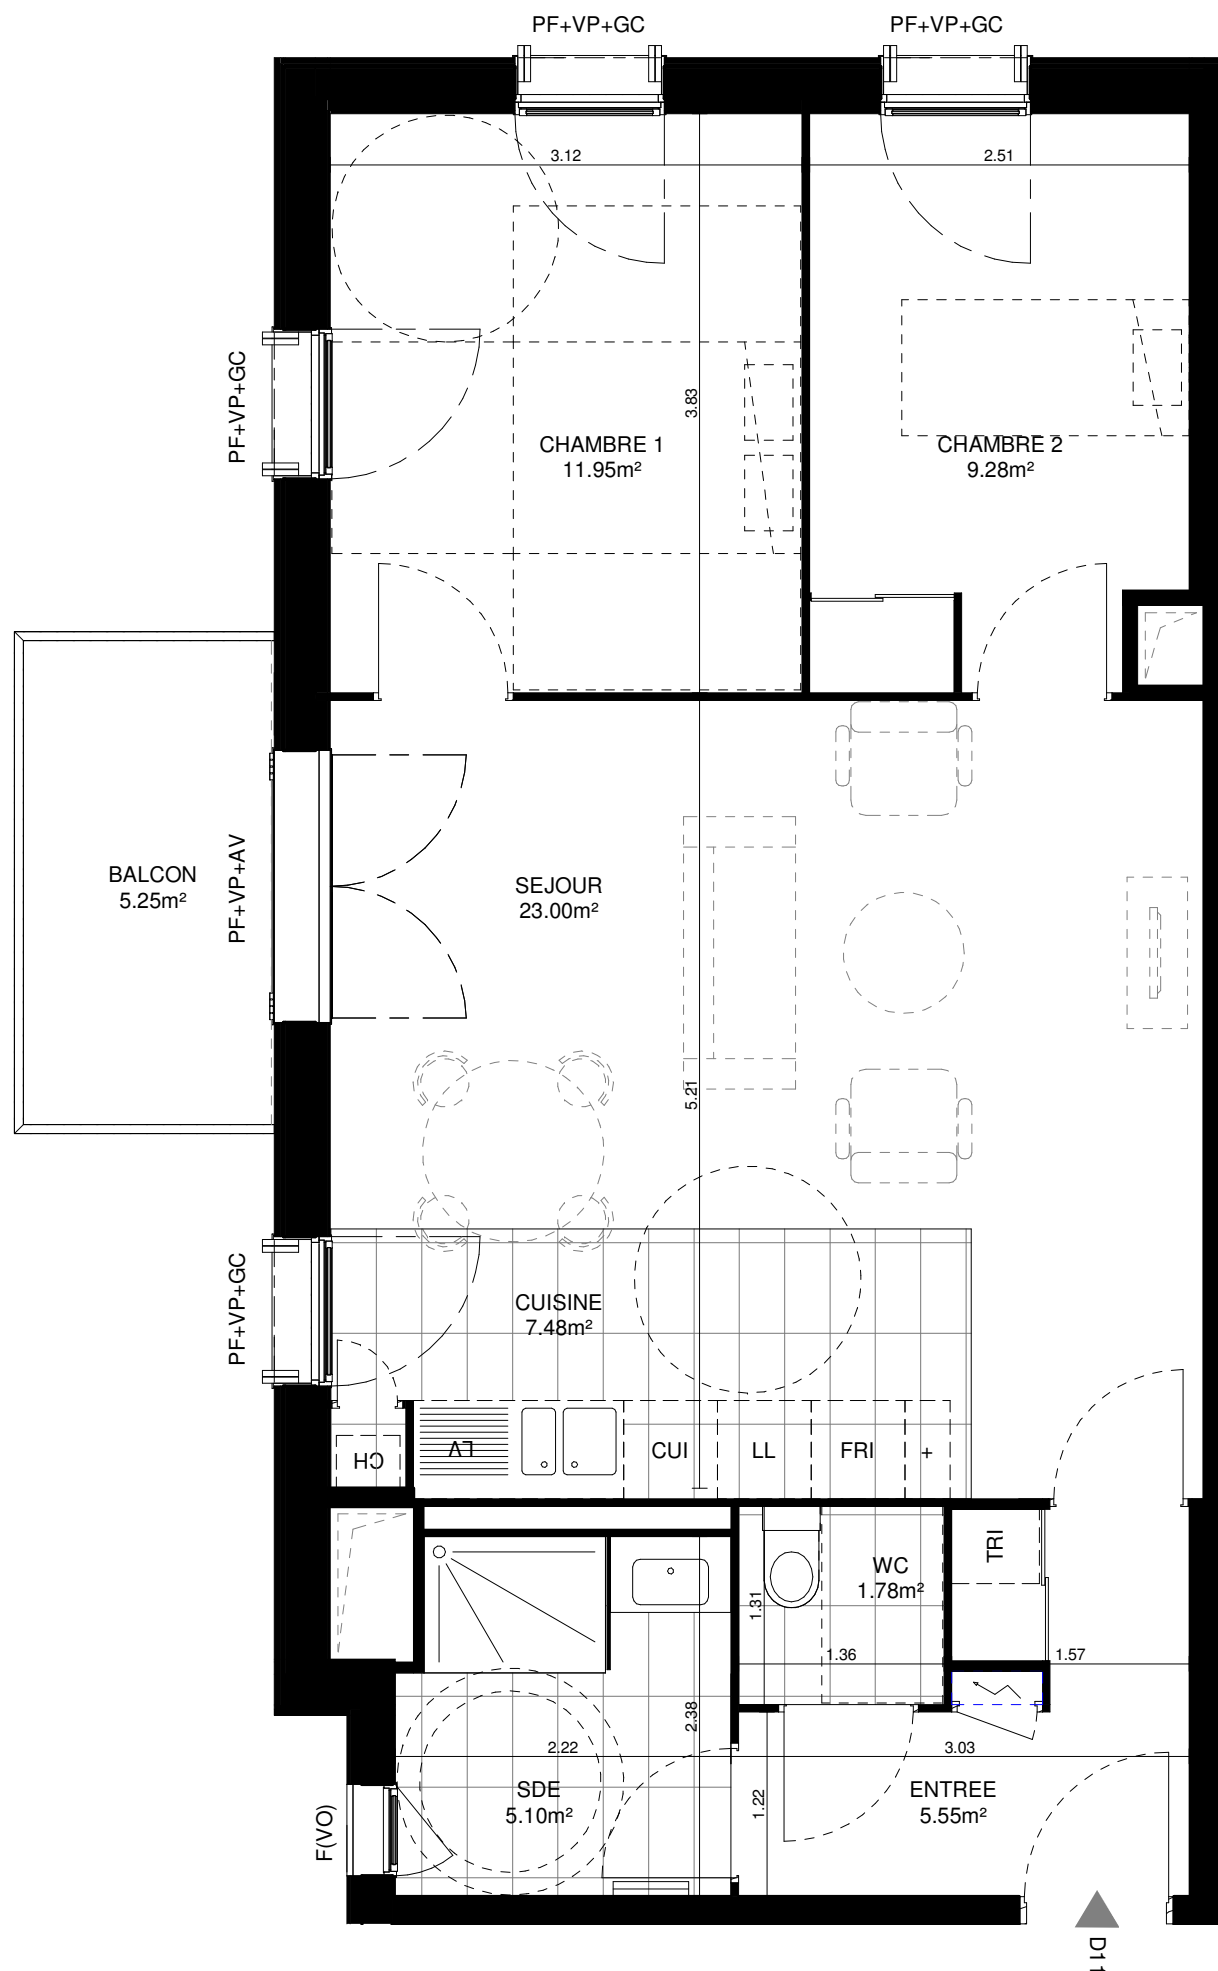 PF+VP+GC
PF+VP+GC
3.12
2.51
PF+VP+GC
3.83
CHAMBRE 1
11.95m²
CHAMBRE 2
9.28m²
BALCON
5.25m²
PF+VP+AV
SEJOUR
23.00m²
5.21
PF+VP+GC
CUISINE
7.48m²
CH
LV
CUI
LL
FRI
+
TRI
WC
1.78m²
1.31
1.36
1.57
2.38
2.22
3.03
F(VO)
SDE
5.10m²
1.22
ENTREE
5.55m²